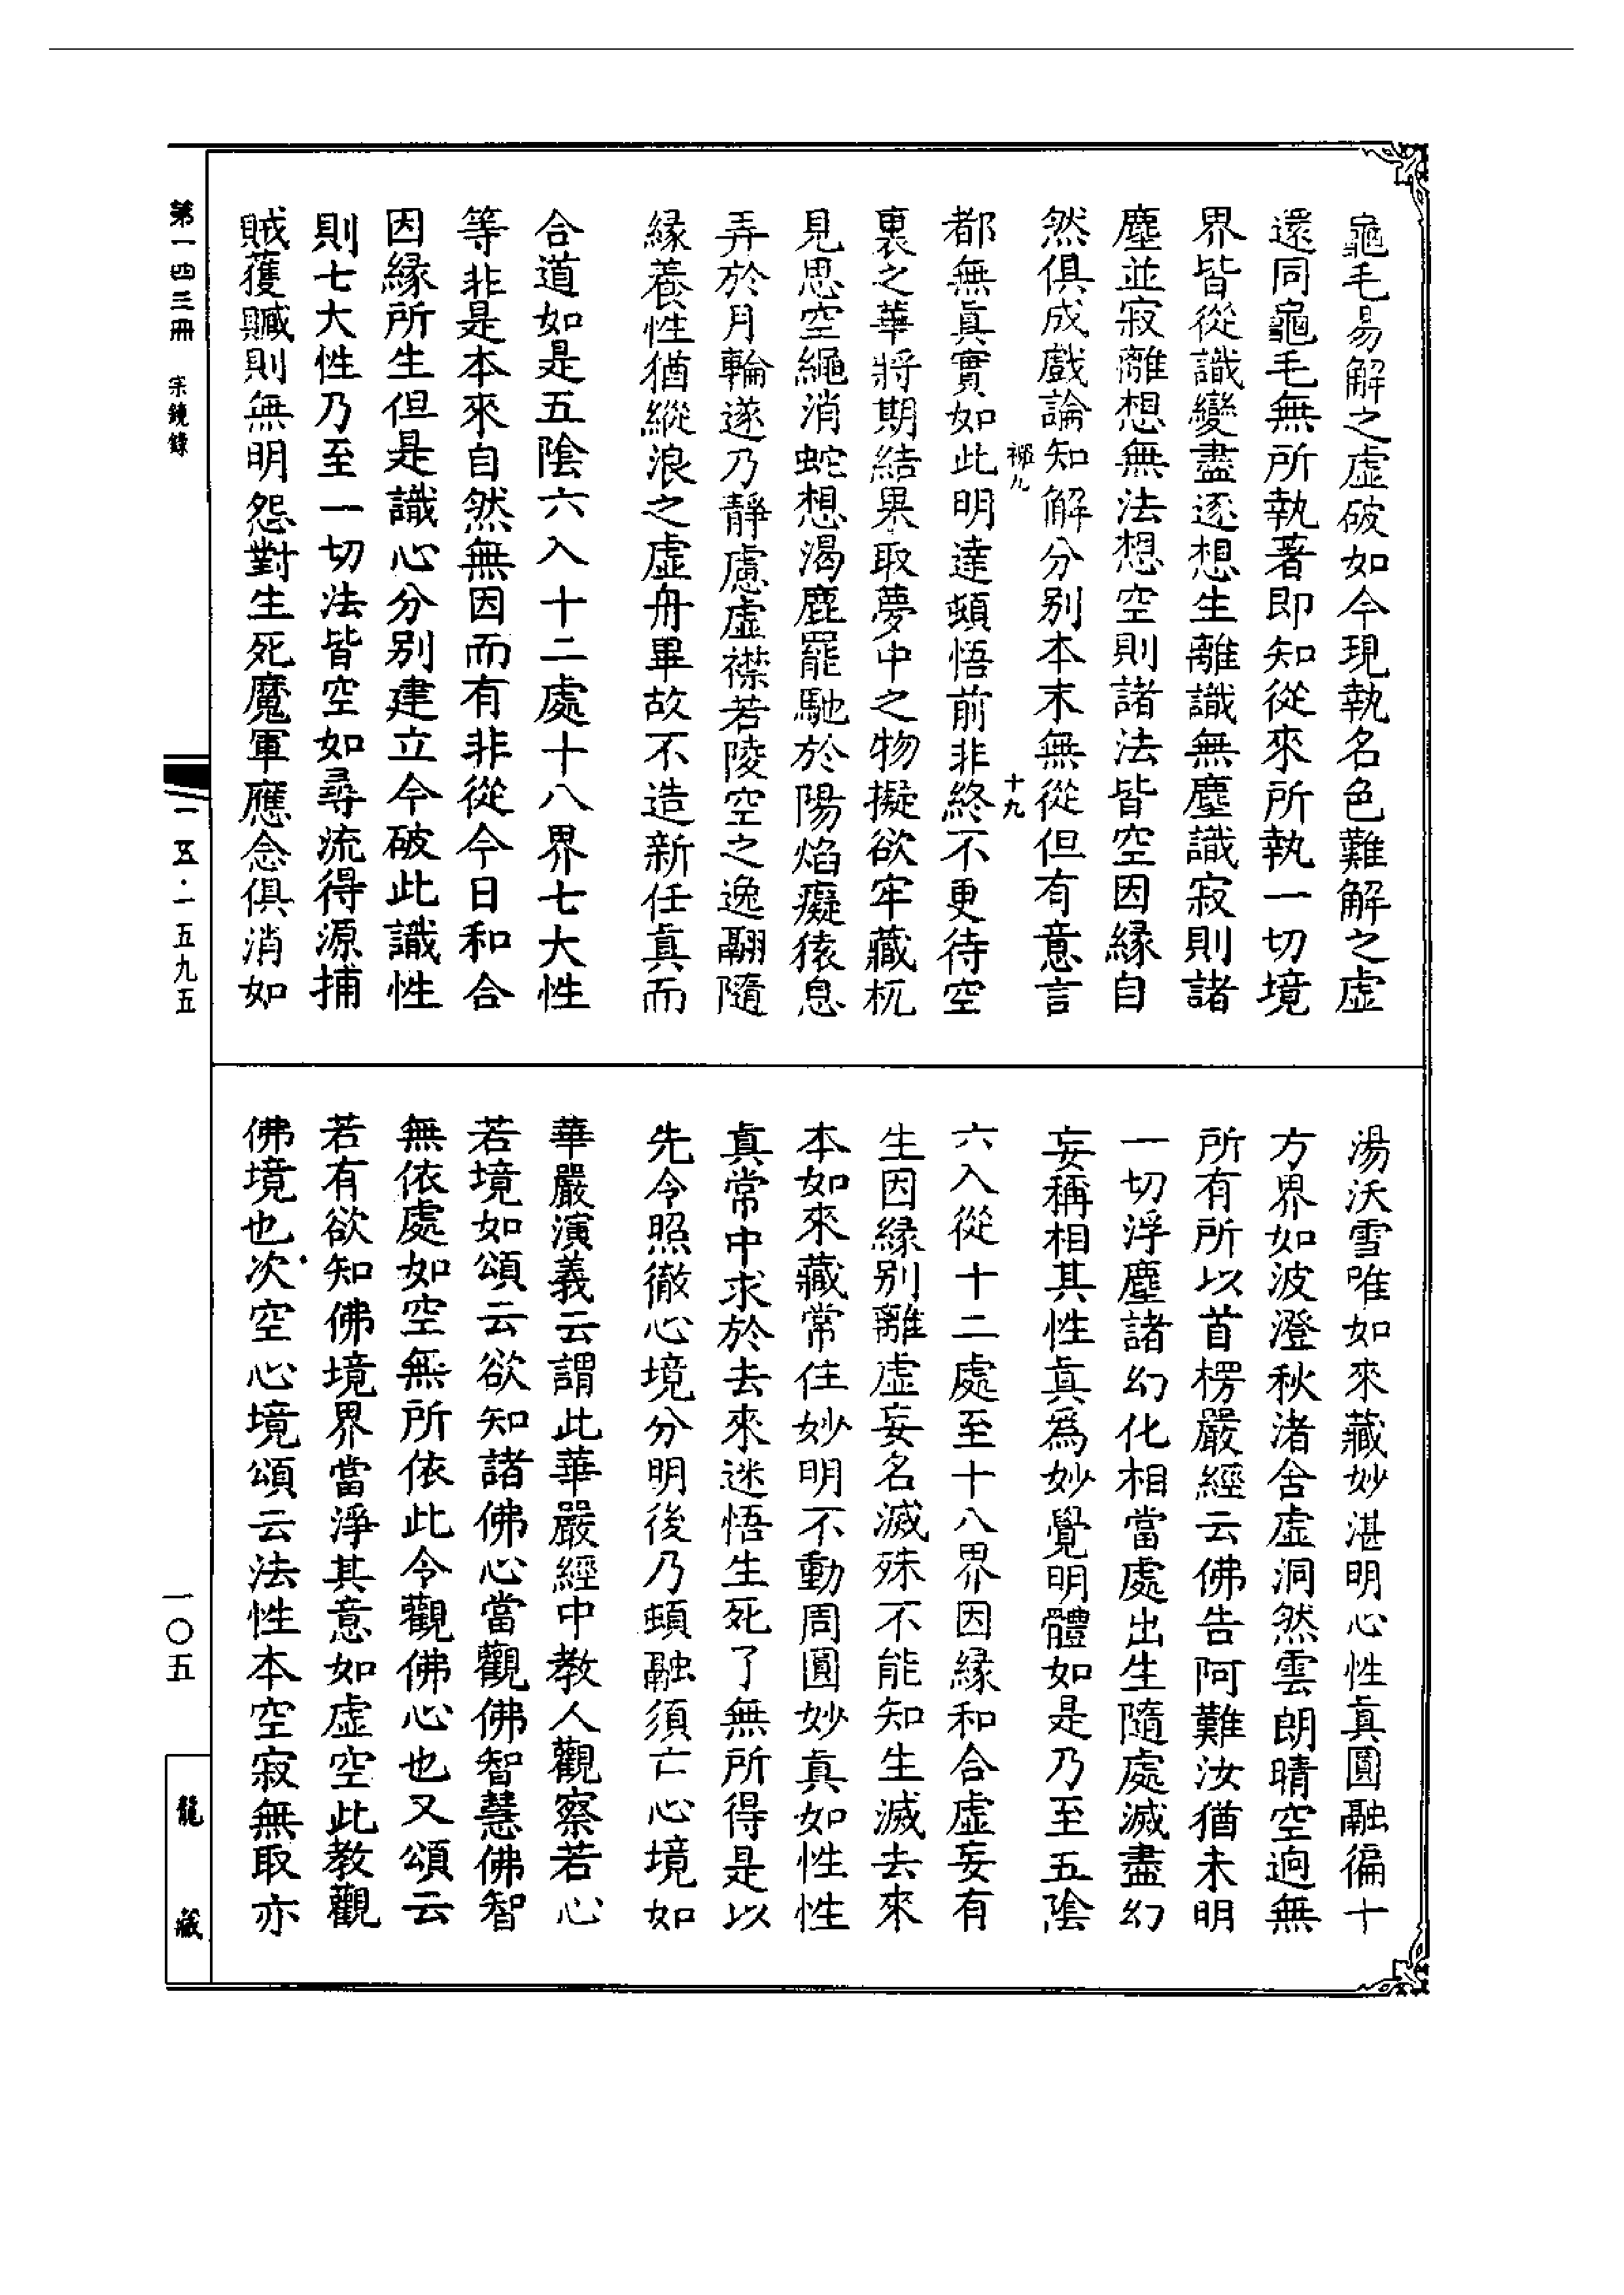 龜毛易解之虛破如今現執名色難解之虛
還同龜毛無所執著即知從來所執一切境
界皆從識變盡逐想生離識無塵識寂則諸
塵並寂離想無法想空則諸法皆空因緣自
然俱成戲論知解分別本末無從但有意言
十九
都無真實如此明達頓悟前非終不更待空
裏之華將期結果取夢中之物擬欲牢藏杌
見思空繩消蛇想渴鹿罷馳於陽焰癡猿息
弄於月輪遂乃靜慮虛襟若陵空之逸翮隨
緣養性猶縱浪之虛舟畢故不造新任真而
合道如是五陰六入十二處十八界七大性
等非是本來自然無因而有非從今日和合
因緣所生但是識心分別建立今破此識性
則七大性乃至一切法皆空如尋流得源捕
賊獲贓則無明怨對生死魔軍應念俱消如
湯沃雪唯如來藏妙湛明心性真圓融徧十
方界如波澄秋渚含虛洞然雲朗晴空迥無
所有所以首楞嚴經云佛告阿難汝猶未明
一切浮塵諸幻化相當處出生隨處滅盡幻
妄稱相其性真為妙覺明體如是乃至五陰
六入從十二處至十八界因緣和合虛妄有
生因緣別離虛妄名滅殊不能知生滅去來
本如來藏常住妙明不動周圓妙真如性性
真常中求於去來迷悟生死了無所得是以
先令照徹心境分明後乃頓融須亡心境如
華嚴演義云謂此華嚴經中教人觀察若心
若境如頌云欲知諸佛心當觀佛智慧佛智
無依處如空無所依此令觀佛心也又頌云
若有欲知佛境界當淨其意如虛空此教觀
佛境也次空心境頌云法性本空寂無取亦
第一四三冊 宗鏡錄
一五·一五九五
一〇五
龍藏